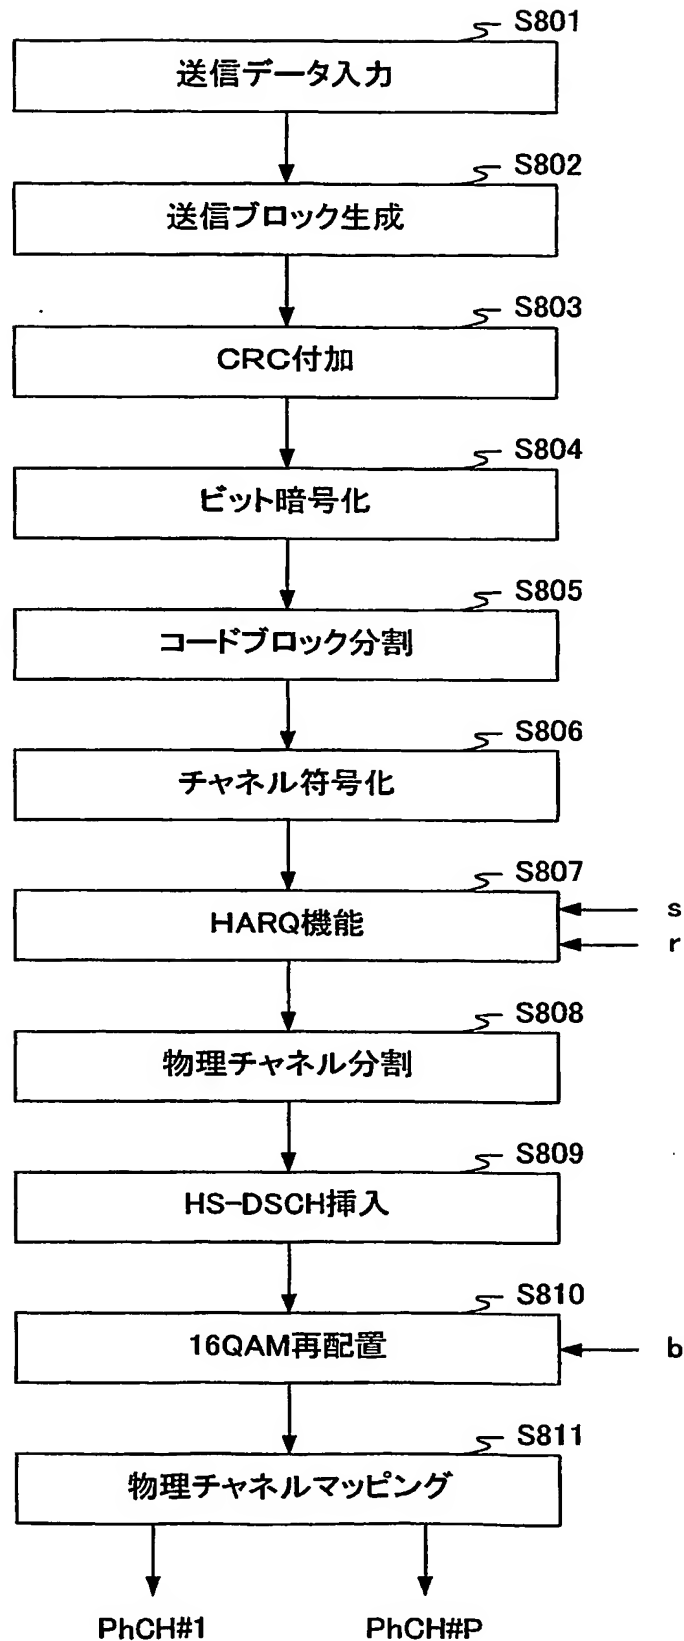 S801
送信データ入力
S802
送信ブロック生成
S803
CRC付加
S804
ビット暗号化
S805
コードブロック分割
S806
チャネル符号化
S807
HARQ機能
s
r
S808
物理チャネル分割
S809
HS-DSCH挿入
S810
16QAM再配置
b
S811
物理チャネルマッピング
PhCH#1 PhCH#P